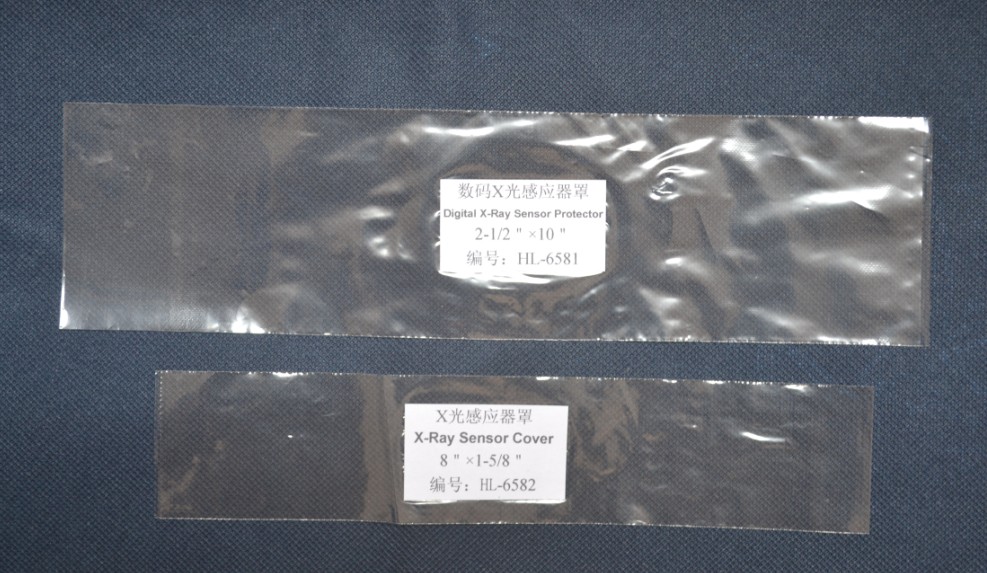 数码X光感应器罩
Digital X-Ray Sensor Protector
2-1/2 " ×10 "
编号：HL-6581
X光感应器罩
X-Ray Sensor Cover
8 " ×1-5/8 "
编号：HL-6582